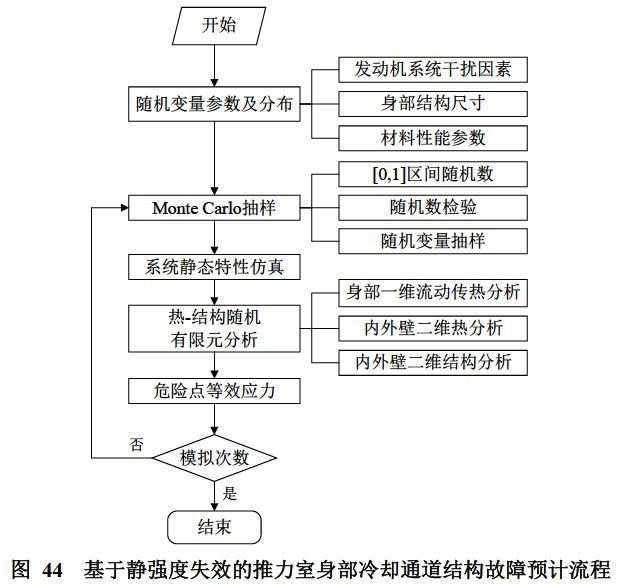 开始
随机变量参数及分布
发动机系统干扰因素
身部结构尺寸
材料性能参数
Monte Carlo抽样
[0,1]区间随机数
随机数检验
随机变量抽样
系统静态特性仿真
热-结构随机
有限元分析
身部一维流动传热分析
内外壁二维热分析
内外壁二维结构分析
危险点等效应力
否
模拟次数
是
结束
图 44 基于静强度失效的推力室身部冷却通道结构故障预计流程